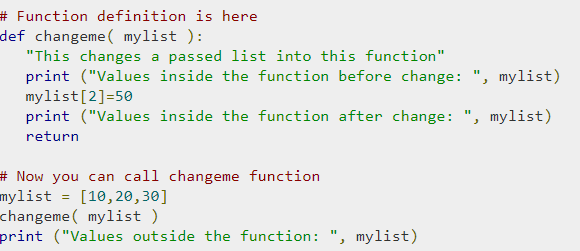 # Function definition is here
def changeme( mylist ):
   "This changes a passed list into this function"
   print ("Values inside the function before change: ", mylist)
   mylist[2]=50
   print ("Values inside the function after change: ", mylist)
   return

# Now you can call changeme function
mylist = [10,20,30]
changeme( mylist )
print ("Values outside the function: ", mylist)